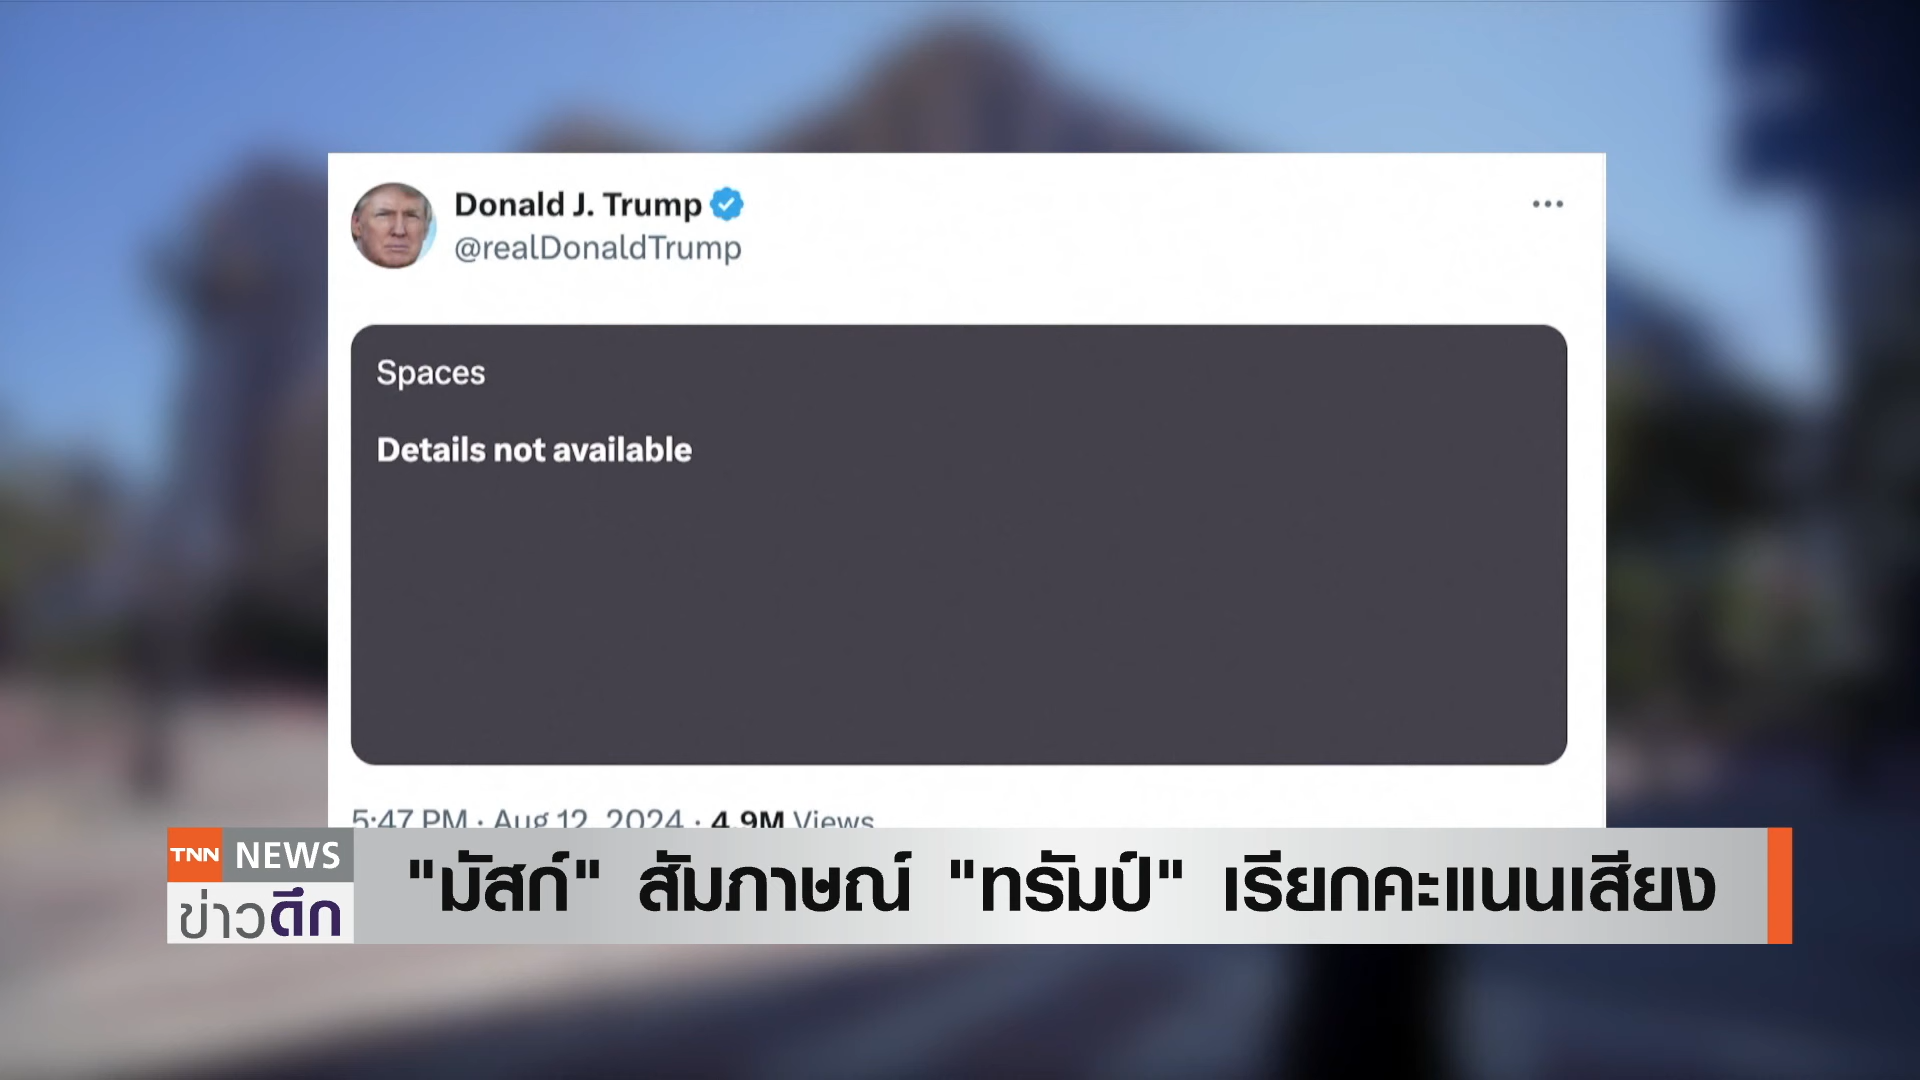 Donald J. Trump
@realDonaldTrump
Spaces
Details not available
5:47 PM · Aug 12, 2024 · 4.9M Views
TNN NEWS
ข่าวดึก
"มัสก์" สัมภาษณ์ "ทรัมป์" เรียกคะแนนเสียง